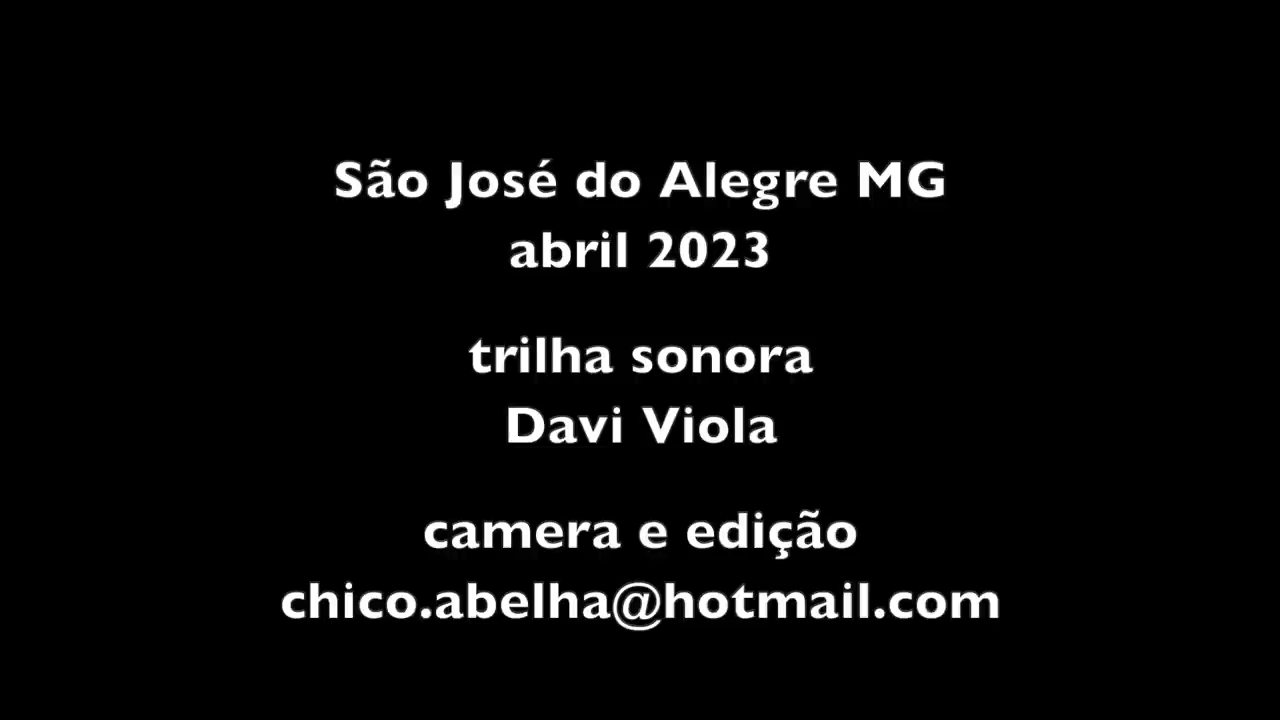 São José do Alegre MG
abril 2023
trilha sonora
Davi Viola
camera e edição
chico.abelha@hotmail.com